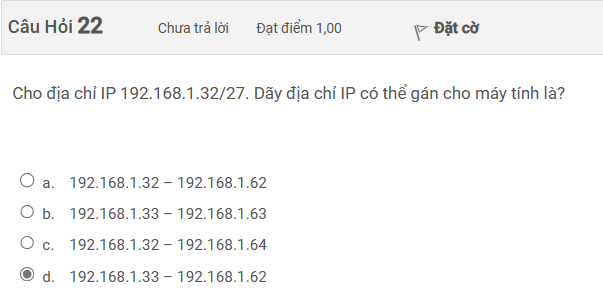 Câu Hỏi 22 Chưa trả lời Đạt điểm 1,00 Đặt cờ
Cho địa chỉ IP 192.168.1.32/27. Dãy địa chỉ IP có thể gán cho máy tính là?
a. 192.168.1.32 – 192.168.1.62
b. 192.168.1.33 – 192.168.1.63
c. 192.168.1.32 – 192.168.1.64
d. 192.168.1.33 – 192.168.1.62